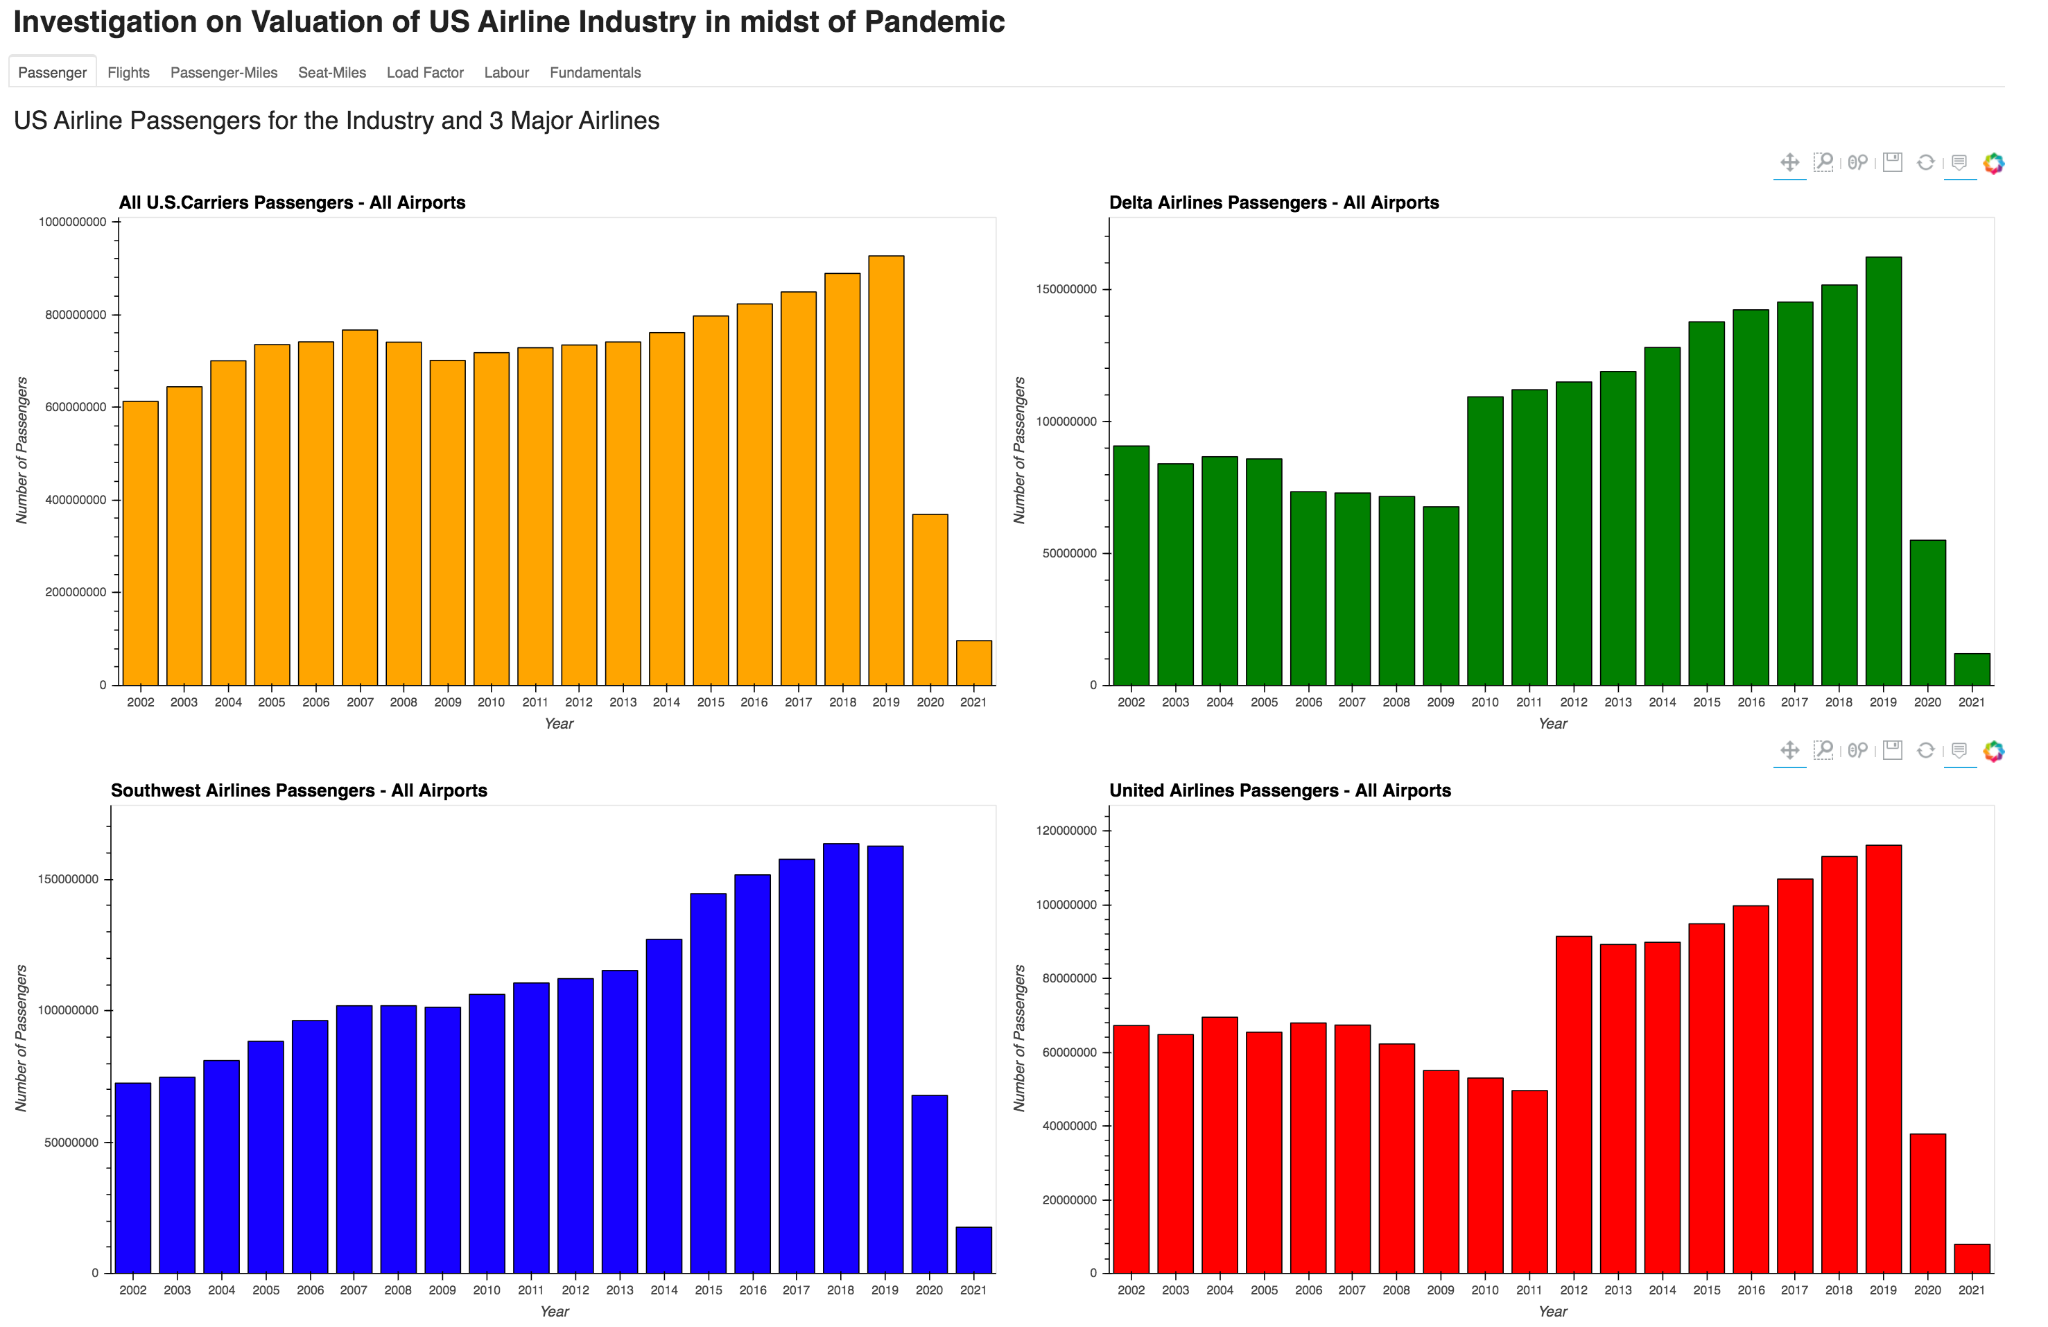 Investigation on Valuation of US Airline Industry in midst of Pandemic
Passenger Flights Passenger-Miles Seat-Miles Load Factor Labour Fundamentals
US Airline Passengers for the Industry and 3 Major Airlines
All U.S.Carriers Passengers - All Airports
1000000000
800000000
600000000
400000000
200000000
0
Number of Passengers
2002 2003 2004 2005 2006 2007 2008 2009 2010 2011 2012 2013 2014 2015 2016 2017 2018 2019 2020 2021
Year
Delta Airlines Passengers - All Airports
150000000
100000000
50000000
0
Number of Passengers
2002 2003 2004 2005 2006 2007 2008 2009 2010 2011 2012 2013 2014 2015 2016 2017 2018 2019 2020 2021
Year
Southwest Airlines Passengers - All Airports
150000000
100000000
50000000
0
Number of Passengers
2002 2003 2004 2005 2006 2007 2008 2009 2010 2011 2012 2013 2014 2015 2016 2017 2018 2019 2020 2021
Year
United Airlines Passengers - All Airports
120000000
100000000
80000000
60000000
40000000
20000000
0
Number of Passengers
2002 2003 2004 2005 2006 2007 2008 2009 2010 2011 2012 2013 2014 2015 2016 2017 2018 2019 2020 2021
Year